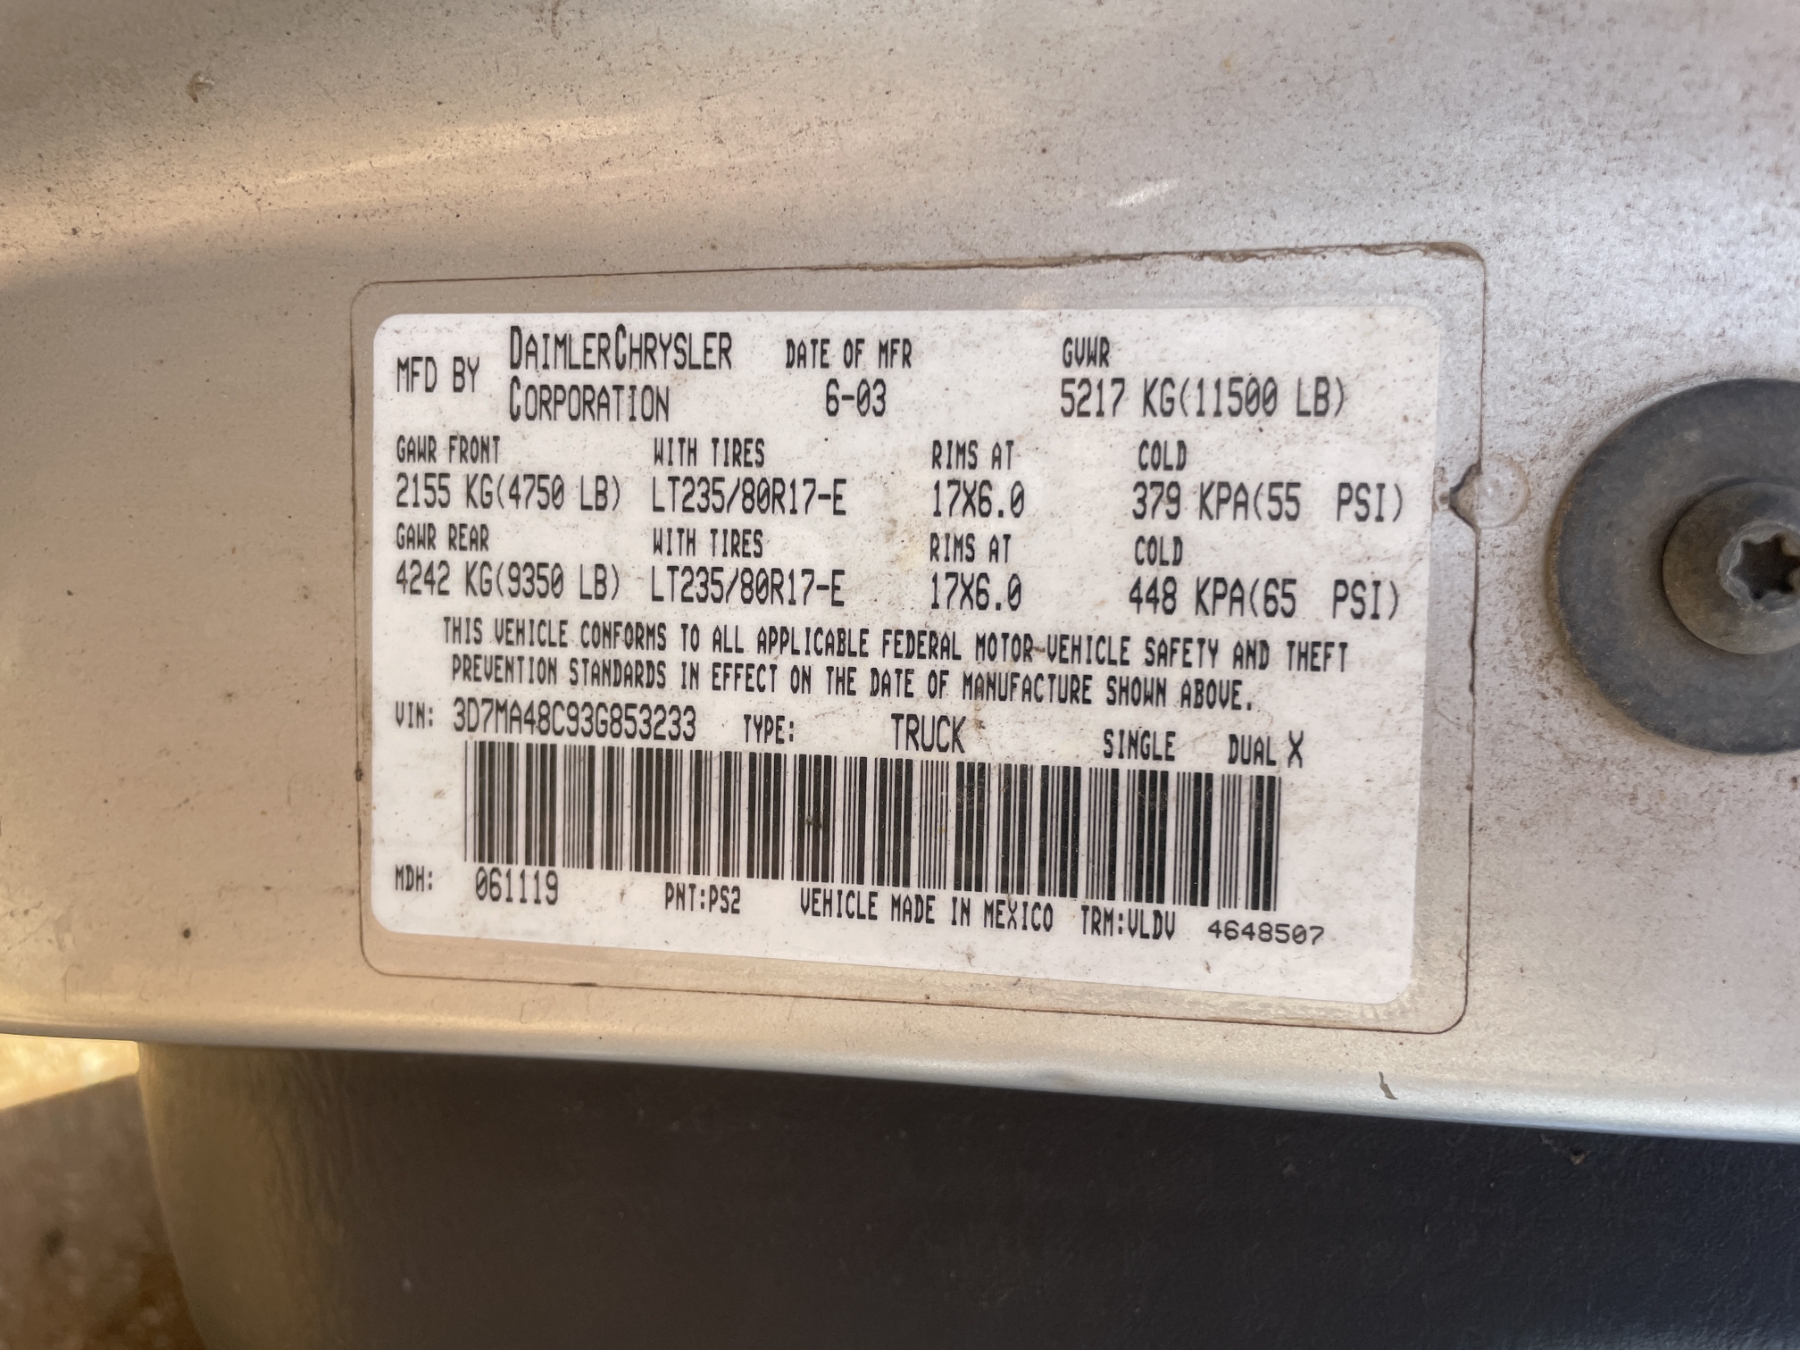 MFD BY DAIMLERCHRYSLER CORPORATION DATE OF MFR 6-03 GVWR 5217 KG(11500 LB)
GAWR FRONT WITH TIRES RIMS AT COLD
2155 KG(4750 LB) LT235/80R17-E 17X6.0 379 KPA(55 PSI)
GAWR REAR WITH TIRES RIMS AT COLD
4242 KG(9350 LB) LT235/80R17-E 17X6.0 448 KPA(65 PSI)
THIS VEHICLE CONFORMS TO ALL APPLICABLE FEDERAL MOTOR VEHICLE SAFETY AND THEFT
PREVENTION STANDARDS IN EFFECT ON THE DATE OF MANUFACTURE SHOWN ABOVE.
VIN: 3D7MA48C93G853233 TYPE: TRUCK SINGLE DUAL X
MDH: 061119 PNT:PS2 VEHICLE MADE IN MEXICO TRM:VLDV 4648507